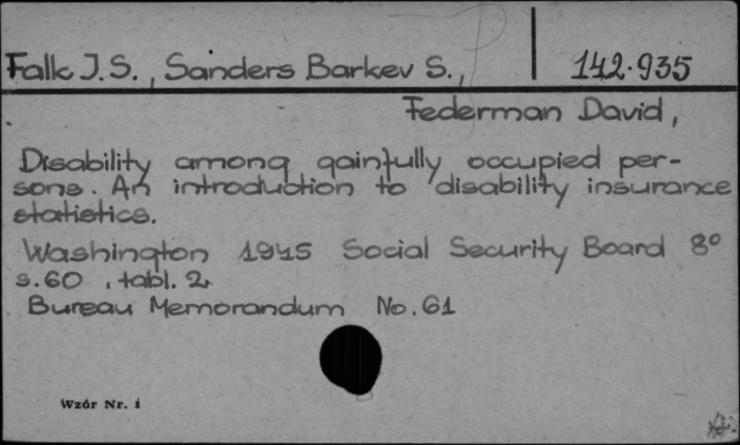 Falk J.S., Sanders Barkev S., 142.935
Federman David,
Disability among gainfully occupied per-
sons. An introduction to disability insurance
statistics.
Washington 1945 Social Security Board 8°
s.60, tabl. 2.
Bureau Memorandum No. 61
Wzór Nr. 1